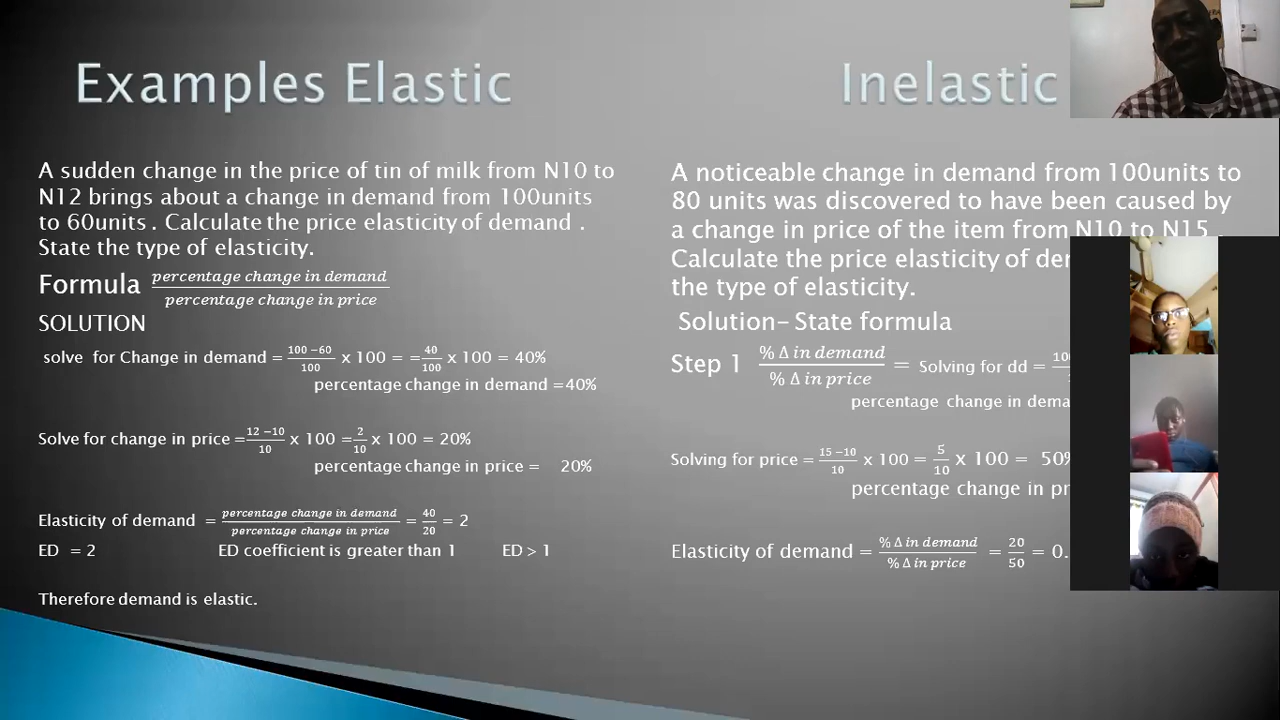 Examples Elastic
A sudden change in the price of tin of milk from N10 to
N12 brings about a change in demand from 100units
to 60units . Calculate the price elasticity of demand .
State the type of elasticity.
Formula percentage change in demand / percentage change in price
SOLUTION
solve for Change in demand = 100 −60 / 100 x 100 = = 40 / 100 x 100 = 40%
percentage change in demand =40%
Solve for change in price = 12 −10 / 10 x 100 = 2 / 10 x 100 = 20%
percentage change in price = 20%
Elasticity of demand = percentage change in demand / percentage change in price = 40 / 20 = 2
ED = 2 ED coefficient is greater than 1 ED > 1
Therefore demand is elastic.
Inelastic
A noticeable change in demand from 100units to
80 units was discovered to have been caused by
a change in price of the item from N10 to N15 .
Calculate the price elasticity of
the type of elasticity.
Solution- State formula
Step 1 % Δ in demand / % Δ in price = Solving for dd =
percentage change in
Solving for price = 15 −10 / 10 x 100 = 5 / 10 x 100 = 50%
percentage change in
Elasticity of demand = % Δ in demand / % Δ in price = 20 / 50 = 0.